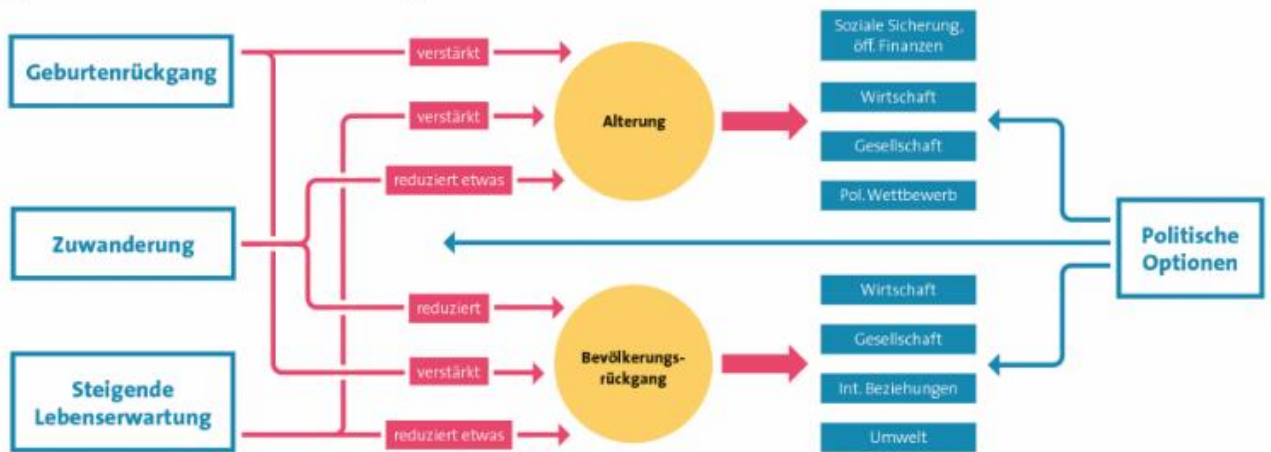 Geburtenrückgang
Zuwanderung
Steigende
Lebenserwartung
verstärkt
verstärkt
reduziert etwas
reduziert
verstärkt
reduziert etwas
Alterung
Bevölkerungs-
rückgang
Soziale Sicherung,
öff. Finanzen
Wirtschaft
Gesellschaft
Pol. Wettbewerb
Wirtschaft
Gesellschaft
Int. Beziehungen
Umwelt
Politische
Optionen